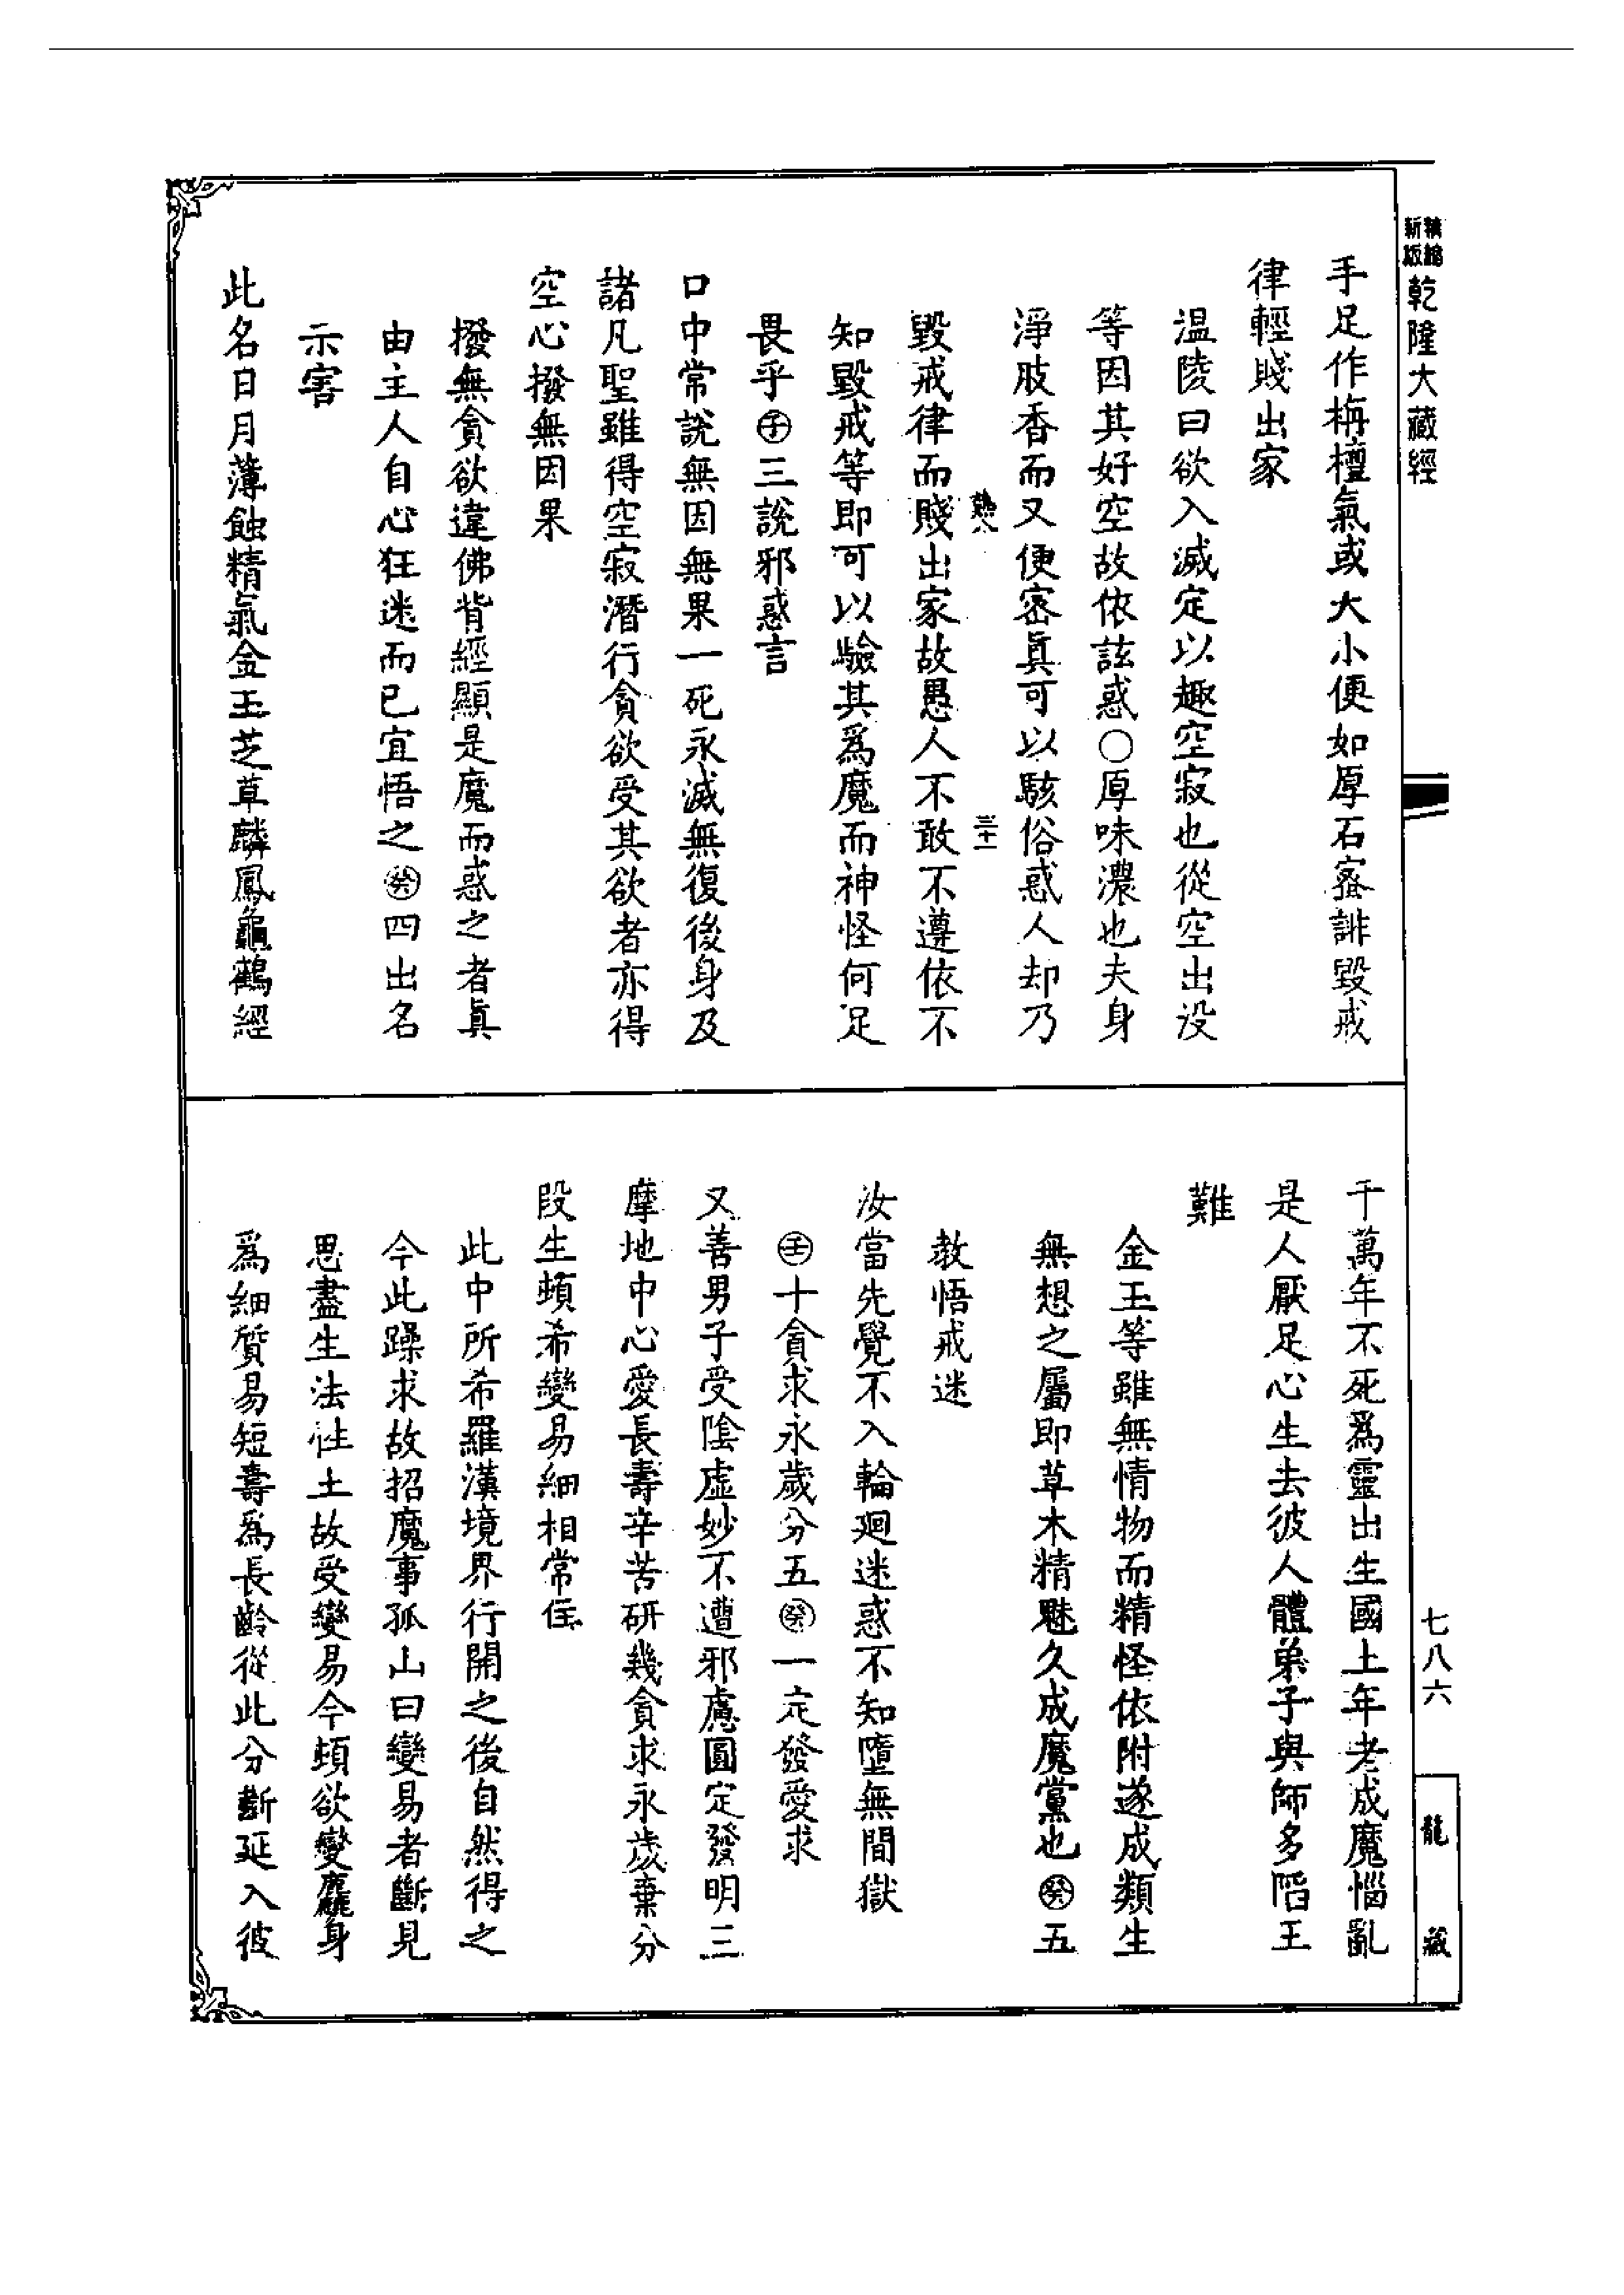 精縮新版乾隆大藏經
手足作栴檀氣或大小便如厚石蜜誹毀戒
律輕賤出家
温陵曰欲入滅定以趣空寂也從空出没
等因其好空故依該惑〇厚味濃也夫身
淨肢香而又便蜜真可以駭俗惑人却乃
三十一
毀戒律而賤出家故愚人不敢不遵依不
知毀戒等即可以驗其爲魔而神怪何足
畏乎㊀三說邪惑言
口中常說無因無果一死永滅無復後身及
諸凡聖雖得空寂潛行貪欲受其欲者亦得
空心撥無因果
撥無貪欲違佛背經顯是魔而惑之者真
由主人自心狂迷而已宜悟之癸四出名
示害
此名日月薄蝕精氣金玉芝草麟鳳龜鶴經
千萬年不死爲靈出生國土年老成魔惱亂
是人厭足心生去彼人體弟子與師多陷王
難
金玉等雖無情物而精怪依附遂成類生
無想之屬即草木精魅久成魔黨也癸五
教悟戒迷
汝當先覺不入輪廻迷惑不知墮無間獄
壬十貪求永歲分五癸一定發愛求
又善男子受陰虛妙不遭邪慮圓定發明三
摩地中心愛長壽辛苦研幾貪求永歲棄分
段生頓希變易細相常住
此中所希羅漢境界行開之後自然得之
今此躁求故招魔事孤山曰變易者斷見
思盡生法性土故受變易今頓欲變麤身
爲細質易短壽爲長齡從此分斷延入彼
七八六
龍藏